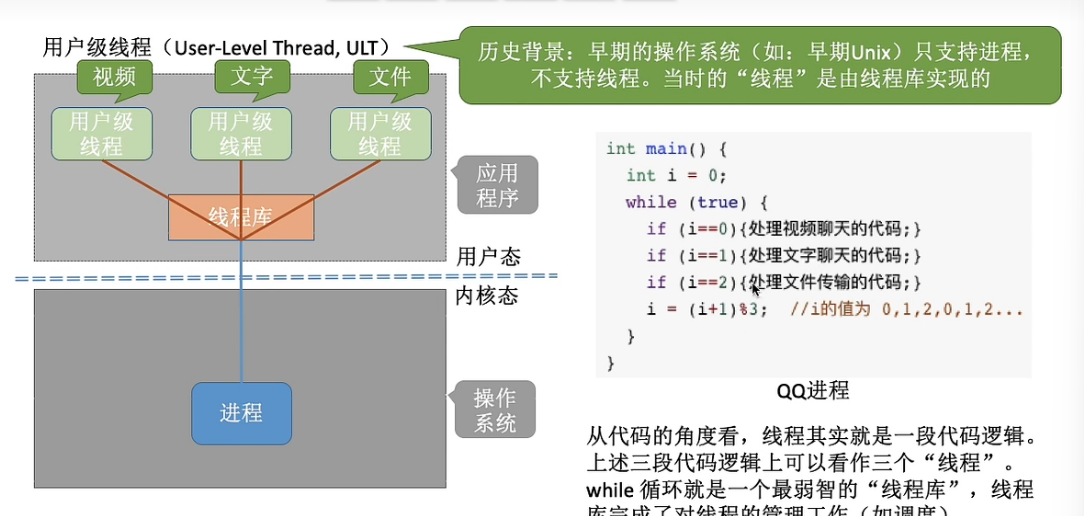 用户级线程（User-Level Thread, ULT）
历史背景：早期的操作系统（如：早期Unix）只支持进程，
不支持线程。当时的“线程”是由线程库实现的
视频
文字
文件
用户级
线程
用户级
线程
用户级
线程
线程库
应用
程序
用户态
内核态
进程
操作
系统
int main() {
int i = 0;
while (true) {
if (i==0){处理视频聊天的代码;}
if (i==1){处理文字聊天的代码;}
if (i==2){处理文件传输的代码;}
i = (i+1)%3; //i的值为 0,1,2,0,1,2...
}
}
QQ进程
从代码的角度看，线程其实就是一段代码逻辑。
上述三段代码逻辑上可以看作三个“线程”。
while 循环就是一个最弱智的“线程库”，线程
库完成了对线程的管理工作（如调度）